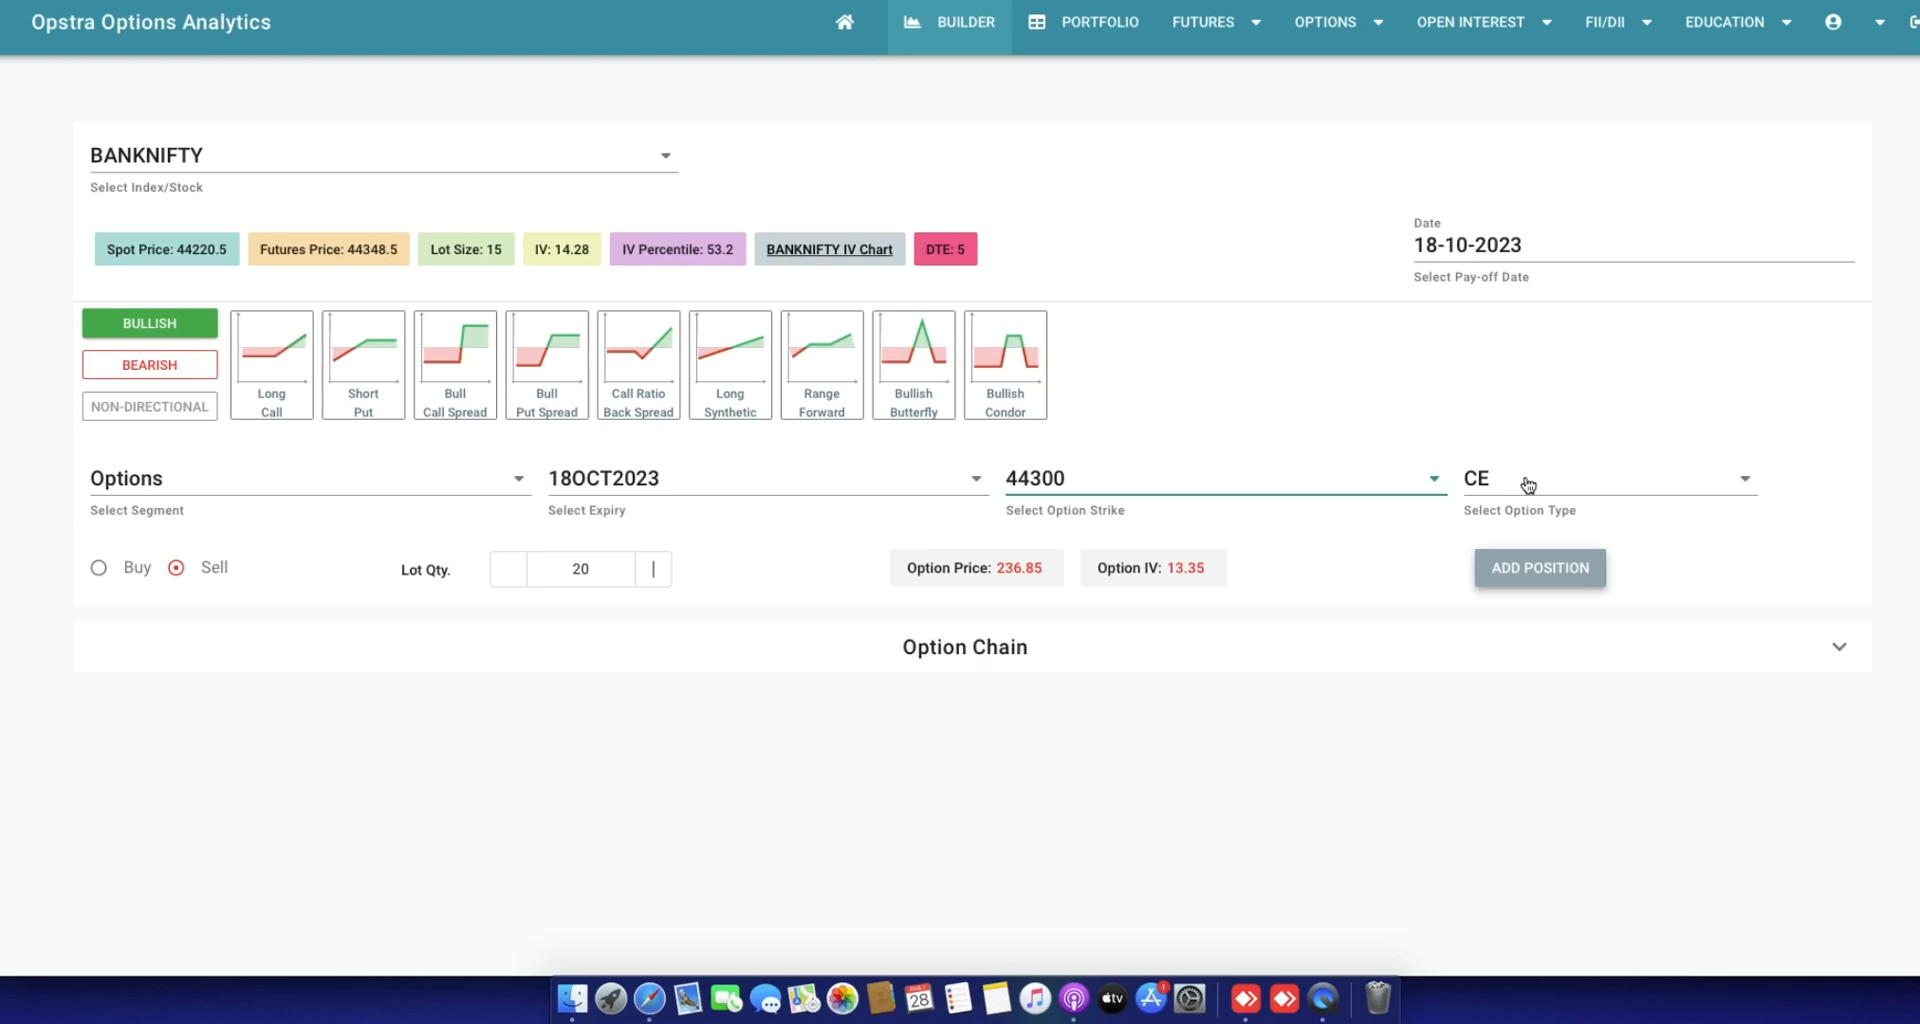 Opstra Options Analytics
BUILDER
PORTFOLIO
FUTURES
OPTIONS
OPEN INTEREST
FII/DII
EDUCATION
BANKNIFTY
Select Index/Stock
Spot Price: 44220.5
Futures Price: 44348.5
Lot Size: 15
IV: 14.28
IV Percentile: 53.2
BANKNIFTY IV Chart
DTE: 5
Date
18-10-2023
Select Pay-off Date
BULLISH
BEARISH
NON-DIRECTIONAL
Long
Call
Short
Put
Bull
Call Spread
Bull
Put Spread
Call Ratio
Back Spread
Long
Synthetic
Range
Forward
Bullish
Butterfly
Bullish
Condor
Options
Select Segment
18OCT2023
Select Expiry
44300
Select Option Strike
CE
Select Option Type
Buy
Sell
Lot Qty.
20
Option Price: 236.85
Option IV: 13.35
ADD POSITION
Option Chain
28
tv
1